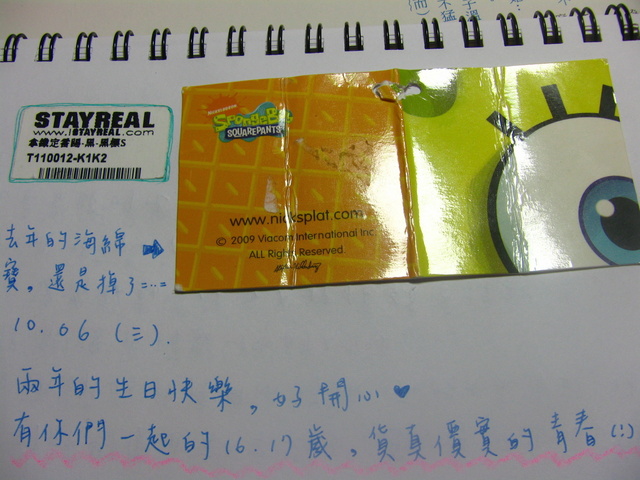 STAYREAL
www.iSTAYREAL.com
T110012-K1K2
nickelodeon
SpongeBob
SQUAREPANTS
www.nicksplat.com
© 2009 Viacom International Inc.
ALL Rights Reserved.
去年的海綿
寶。還是掉了……
10.06 (三).
兩年的生日快樂。好開心♥
有你們一起的16.17歲。貨真價實的青春(:)